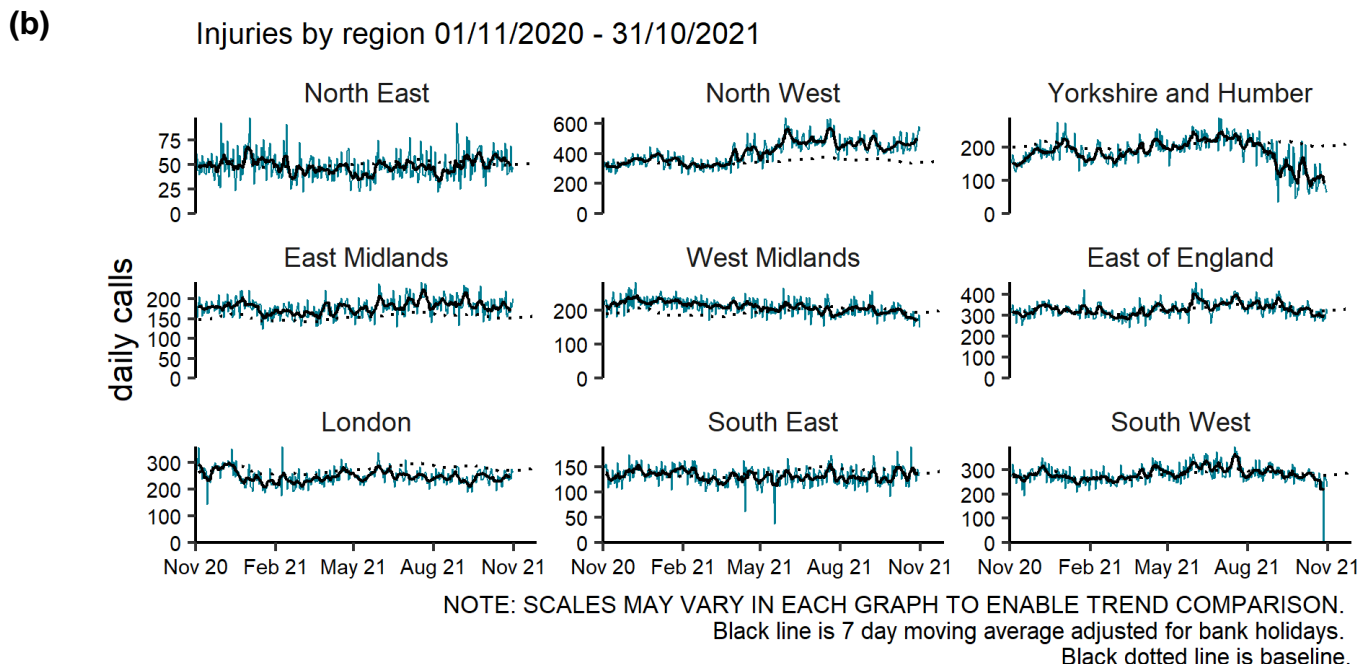 (b)
Injuries by region 01/11/2020 - 31/10/2021
North East
North West
Yorkshire and Humber
75
50
25
0
600
400
200
0
200
100
0
East Midlands
West Midlands
East of England
daily calls
200
150
100
50
0
200
100
0
400
300
200
100
0
London
South East
South West
300
200
100
0
150
100
50
0
300
200
100
0
Nov 20 Feb 21 May 21 Aug 21 Nov 21
Nov 20 Feb 21 May 21 Aug 21 Nov 21
Nov 20 Feb 21 May 21 Aug 21 Nov 21
NOTE: SCALES MAY VARY IN EACH GRAPH TO ENABLE TREND COMPARISON.
Black line is 7 day moving average adjusted for bank holidays.
Black dotted line is baseline.